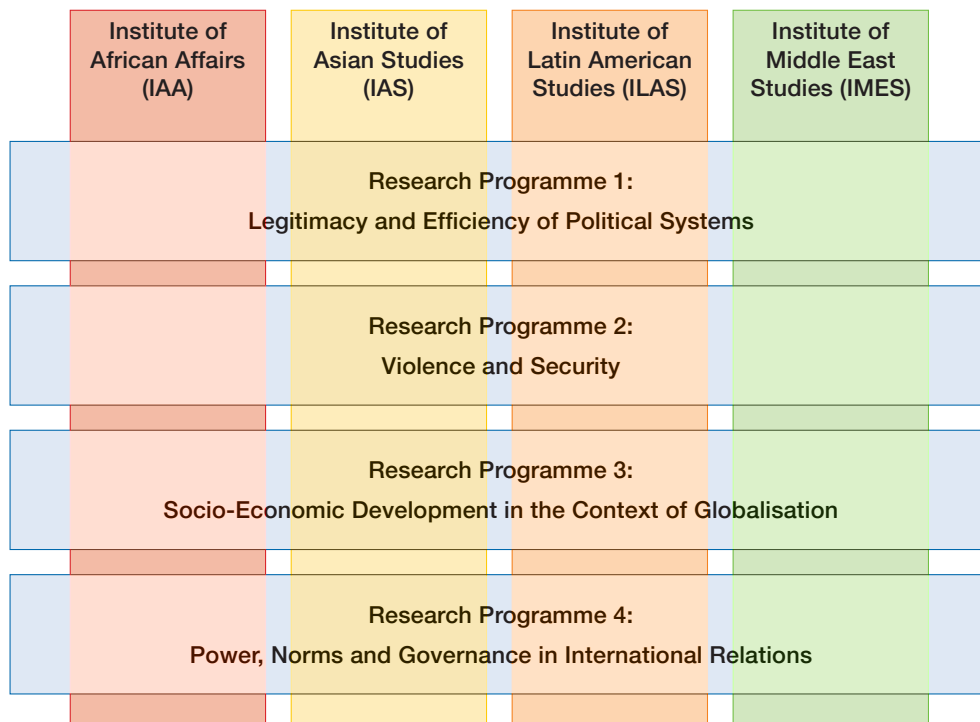 Institute of
African Affairs
(IAA)
Institute of
Asian Studies
(IAS)
Institute of
Latin American
Studies (ILAS)
Institute of
Middle East
Studies (IMES)
Research Programme 1:
Legitimacy and Efficiency of Political Systems
Research Programme 2:
Violence and Security
Research Programme 3:
Socio-Economic Development in the Context of Globalisation
Research Programme 4:
Power, Norms and Governance in International Relations